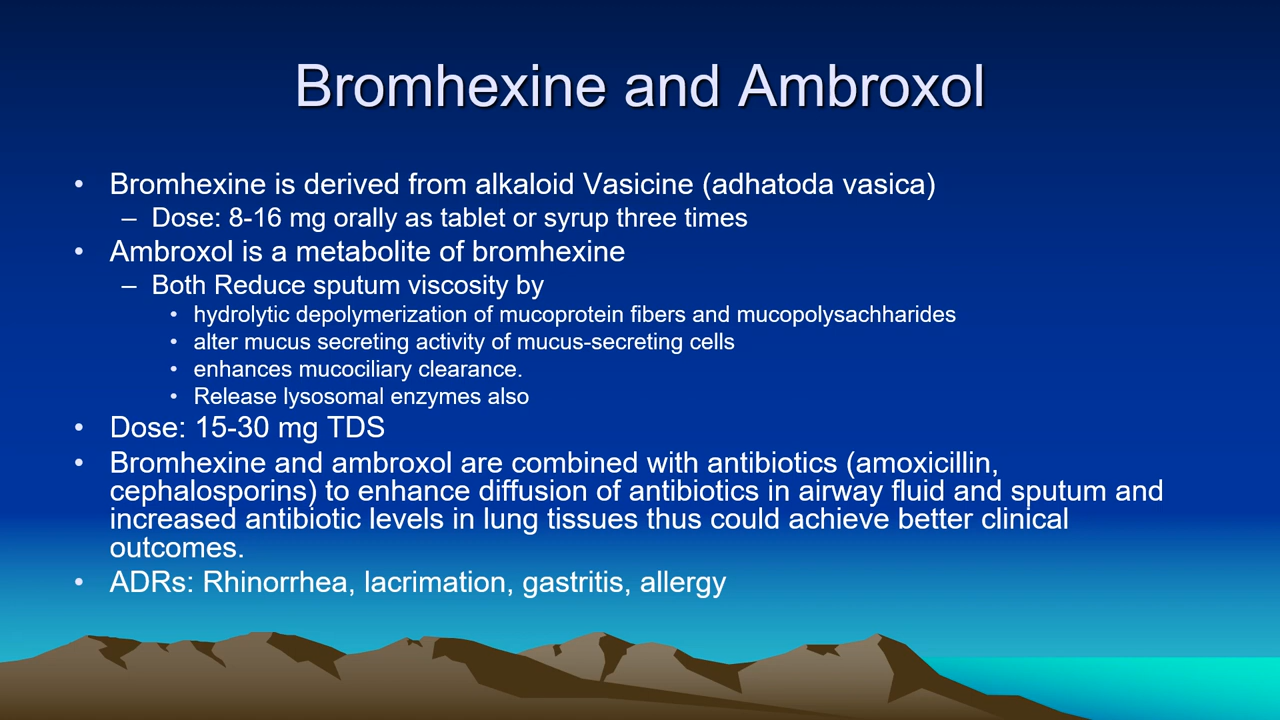 Bromhexine and Ambroxol
• Bromhexine is derived from alkaloid Vasicine (adhatoda vasica)
– Dose: 8-16 mg orally as tablet or syrup three times
• Ambroxol is a metabolite of bromhexine
– Both Reduce sputum viscosity by
• hydrolytic depolymerization of mucoprotein fibers and mucopolysachharides
• alter mucus secreting activity of mucus-secreting cells
• enhances mucociliary clearance.
• Release lysosomal enzymes also
• Dose: 15-30 mg TDS
• Bromhexine and ambroxol are combined with antibiotics (amoxicillin,
cephalosporins) to enhance diffusion of antibiotics in airway fluid and sputum and
increased antibiotic levels in lung tissues thus could achieve better clinical
outcomes.
• ADRs: Rhinorrhea, lacrimation, gastritis, allergy